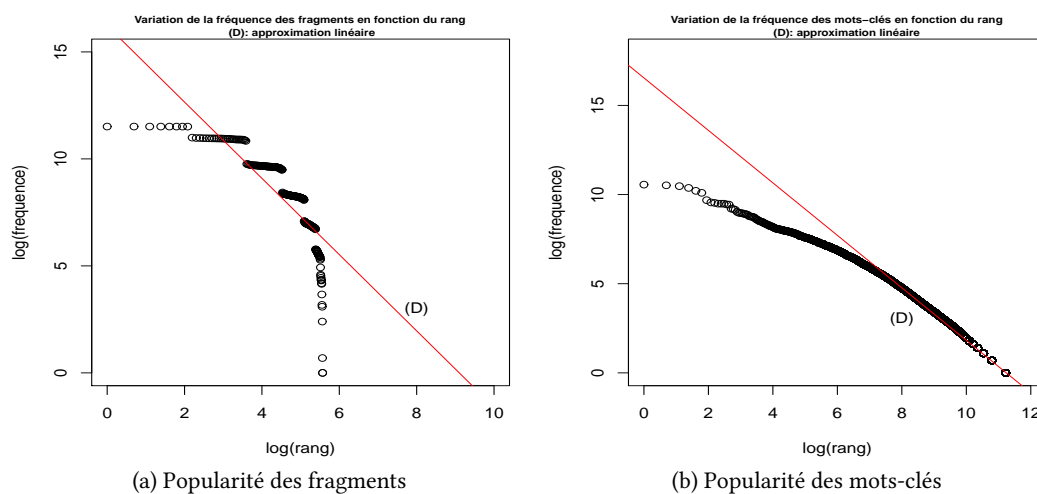 Variation de la fréquence des fragments en fonction du rang
(D): approximation linéaire
15
10
5
0
log(frequence)
(D)
0 2 4 6 8 10
log(rang)
(a) Popularité des fragments
Variation de la fréquence des mots−clés en fonction du rang
(D): approximation linéaire
15
10
5
0
log(frequence)
(D)
0 2 4 6 8 10 12
log(rang)
(b) Popularité des mots-clés